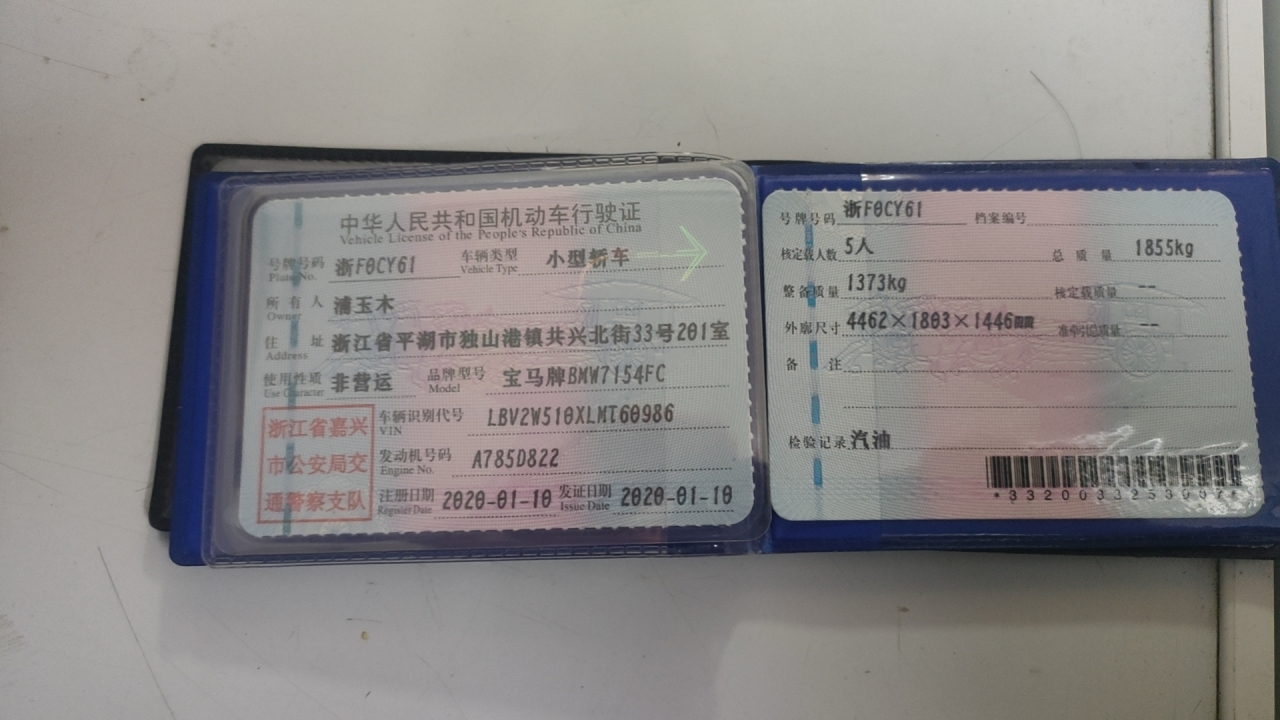 中华人民共和国机动车行驶证
Vehicle License of the People's Republic of China
号牌号码 浙F0CY61 车辆类型 小型轿车
Plate No. Vehicle Type
所有人 浦玉木
Owner
住址 浙江省平湖市独山港镇共兴北街33号201室
Address
使用性质 非营运 品牌型号 宝马牌BMW7154FC
Use Character Model
浙江省嘉兴
市公安局交
通警察支队
车辆识别代号 LBV2W510XLMT60986
VIN
发动机号码 A785D822
Engine No.
注册日期 2020-01-10 发证日期 2020-01-10
Register Date Issue Date
号牌号码 浙F0CY61 档案编号
核定载人数 5人 总质量 1855kg
整备质量 1373kg 核定载质量 --
外廓尺寸 4462×1803×1446mm 准牵引总质量 --
备注
检验记录 汽油